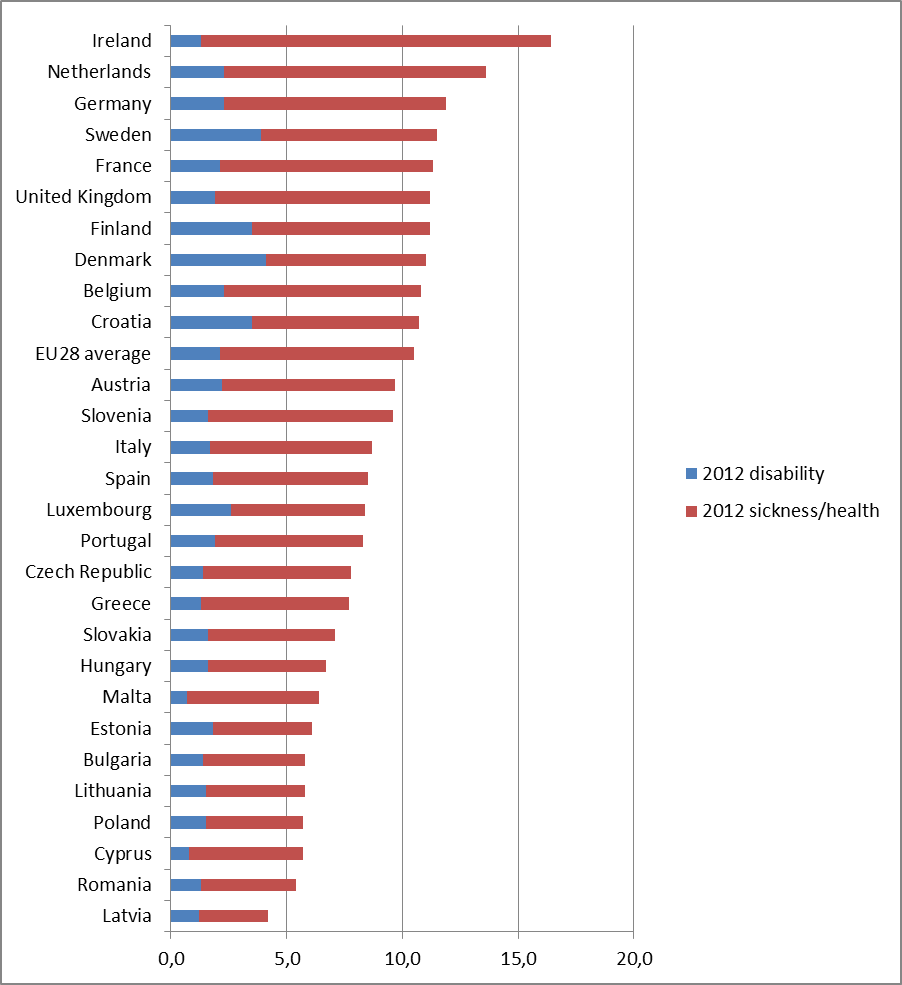 Ireland
Netherlands
Germany
Sweden
France
United Kingdom
Finland
Denmark
Belgium
Croatia
EU28 average
Austria
Slovenia
Italy
Spain
Luxembourg
Portugal
Czech Republic
Greece
Slovakia
Hungary
Malta
Estonia
Bulgaria
Lithuania
Poland
Cyprus
Romania
Latvia
0,0 5,0 10,0 15,0 20,0
2012 disability
2012 sickness/health